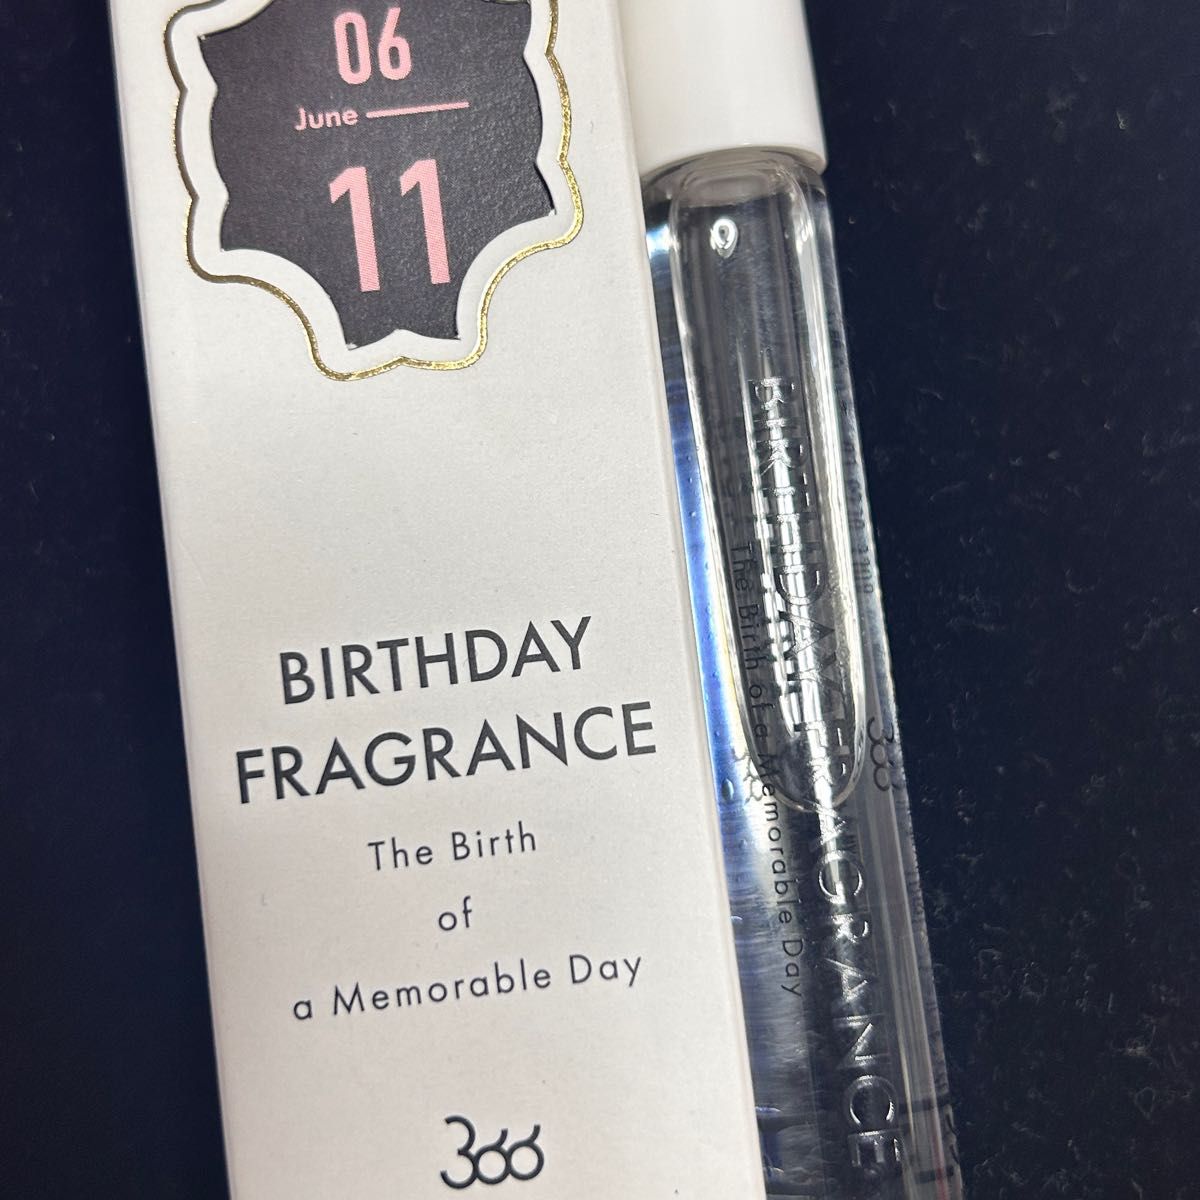 06
June
11
BIRTHDAY
FRAGRANCE
The Birth
of
a Memorable Day
366
BIRTHDAY FRAGRANCE
The Birth of a Memorable Day
366